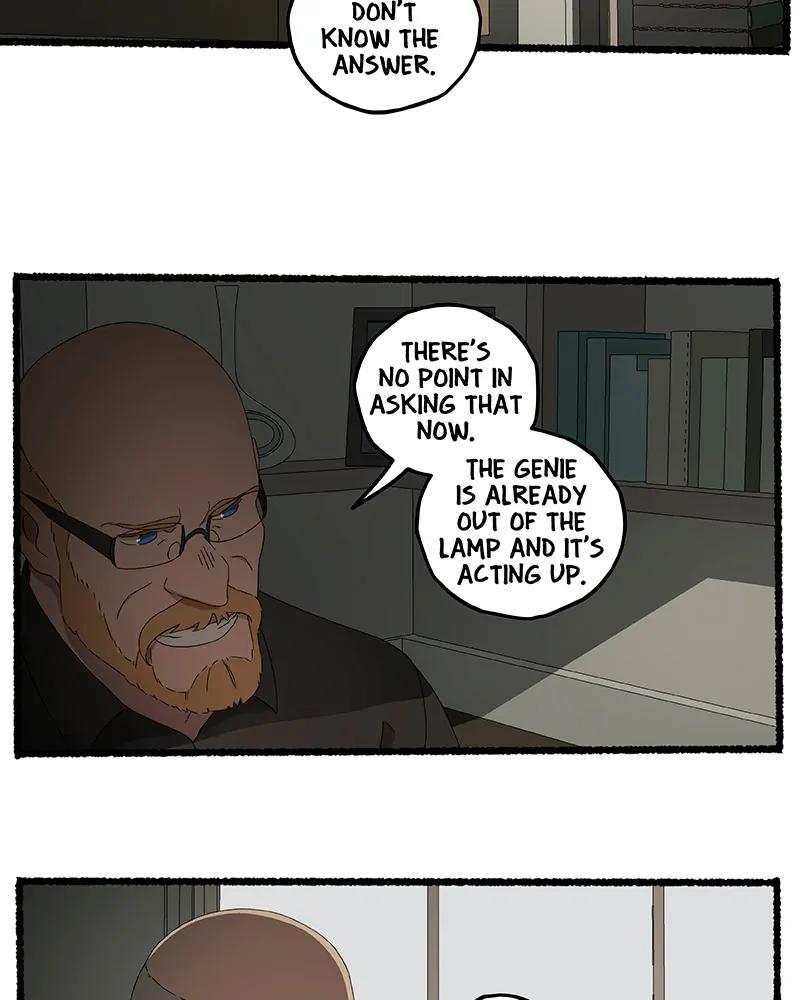 DON'T
KNOW THE
ANSWER.
THERE'S
NO POINT IN
ASKING THAT
NOW.
THE GENIE
IS ALREADY
OUT OF THE
LAMP AND IT'S
ACTING UP.